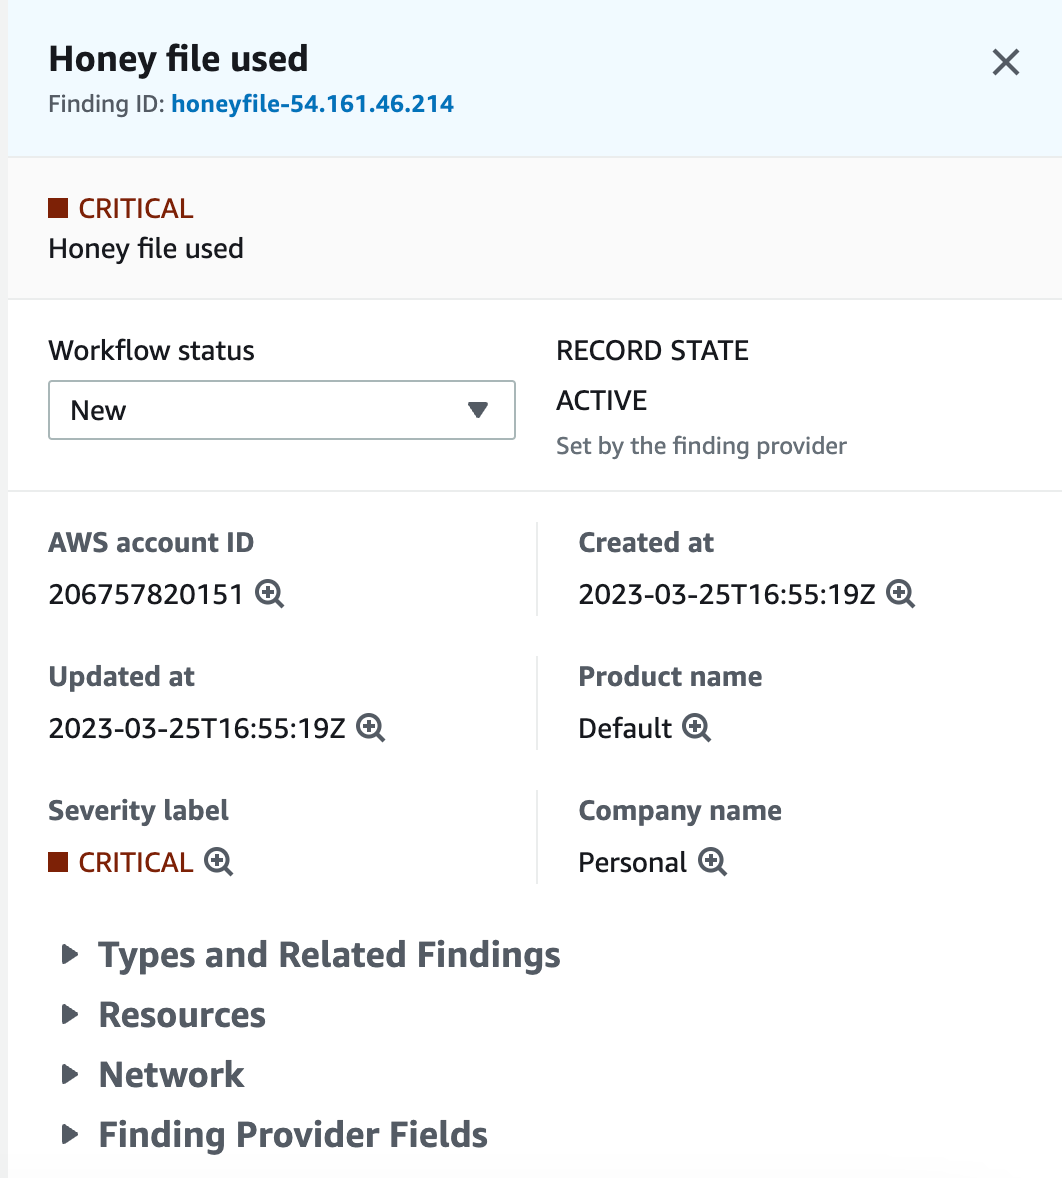 Honey file used
Finding ID: honeyfile-54.161.46.214
CRITICAL
Honey file used
Workflow status
New
RECORD STATE
ACTIVE
Set by the finding provider
AWS account ID
206757820151
Created at
2023-03-25T16:55:19Z
Updated at
2023-03-25T16:55:19Z
Product name
Default
Severity label
CRITICAL
Company name
Personal
Types and Related Findings
Resources
Network
Finding Provider Fields